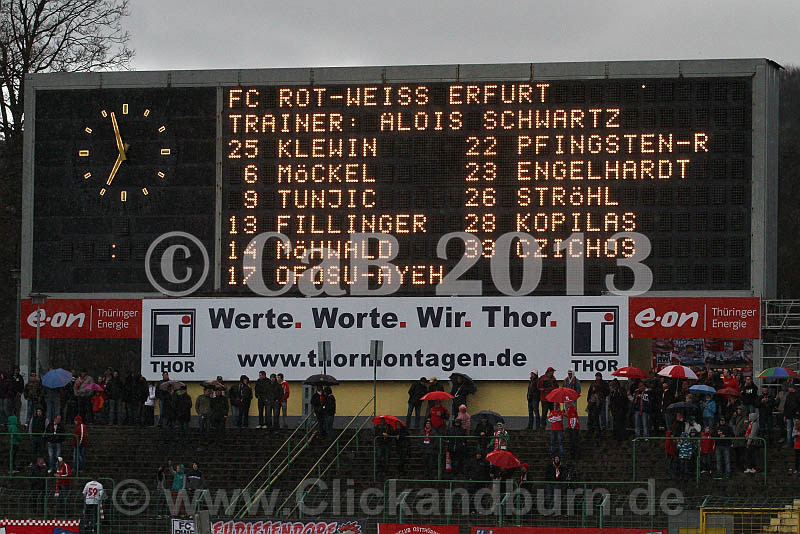 FC ROT-WEISS ERFURT
TRAINER: ALOIS SCHWARTZ
25 KLEWIN 22 PFINGSTEN-R
6 MÖCKEL 23 ENGELHARDT
9 TUNJIC 26 STRÖHL
13 FILLINGER 28 KOPILAS
14 MÖHWALD 33 CZICHOS
17 OFOSU-AYEH
© CaB 2013
e-on Thüringer Energie
Ti THOR
Werte. Worte. Wir. Thor.
www.thormontagen.de
Ti THOR
e-on Thüringer Energie
© www.Clickandburn.de ©